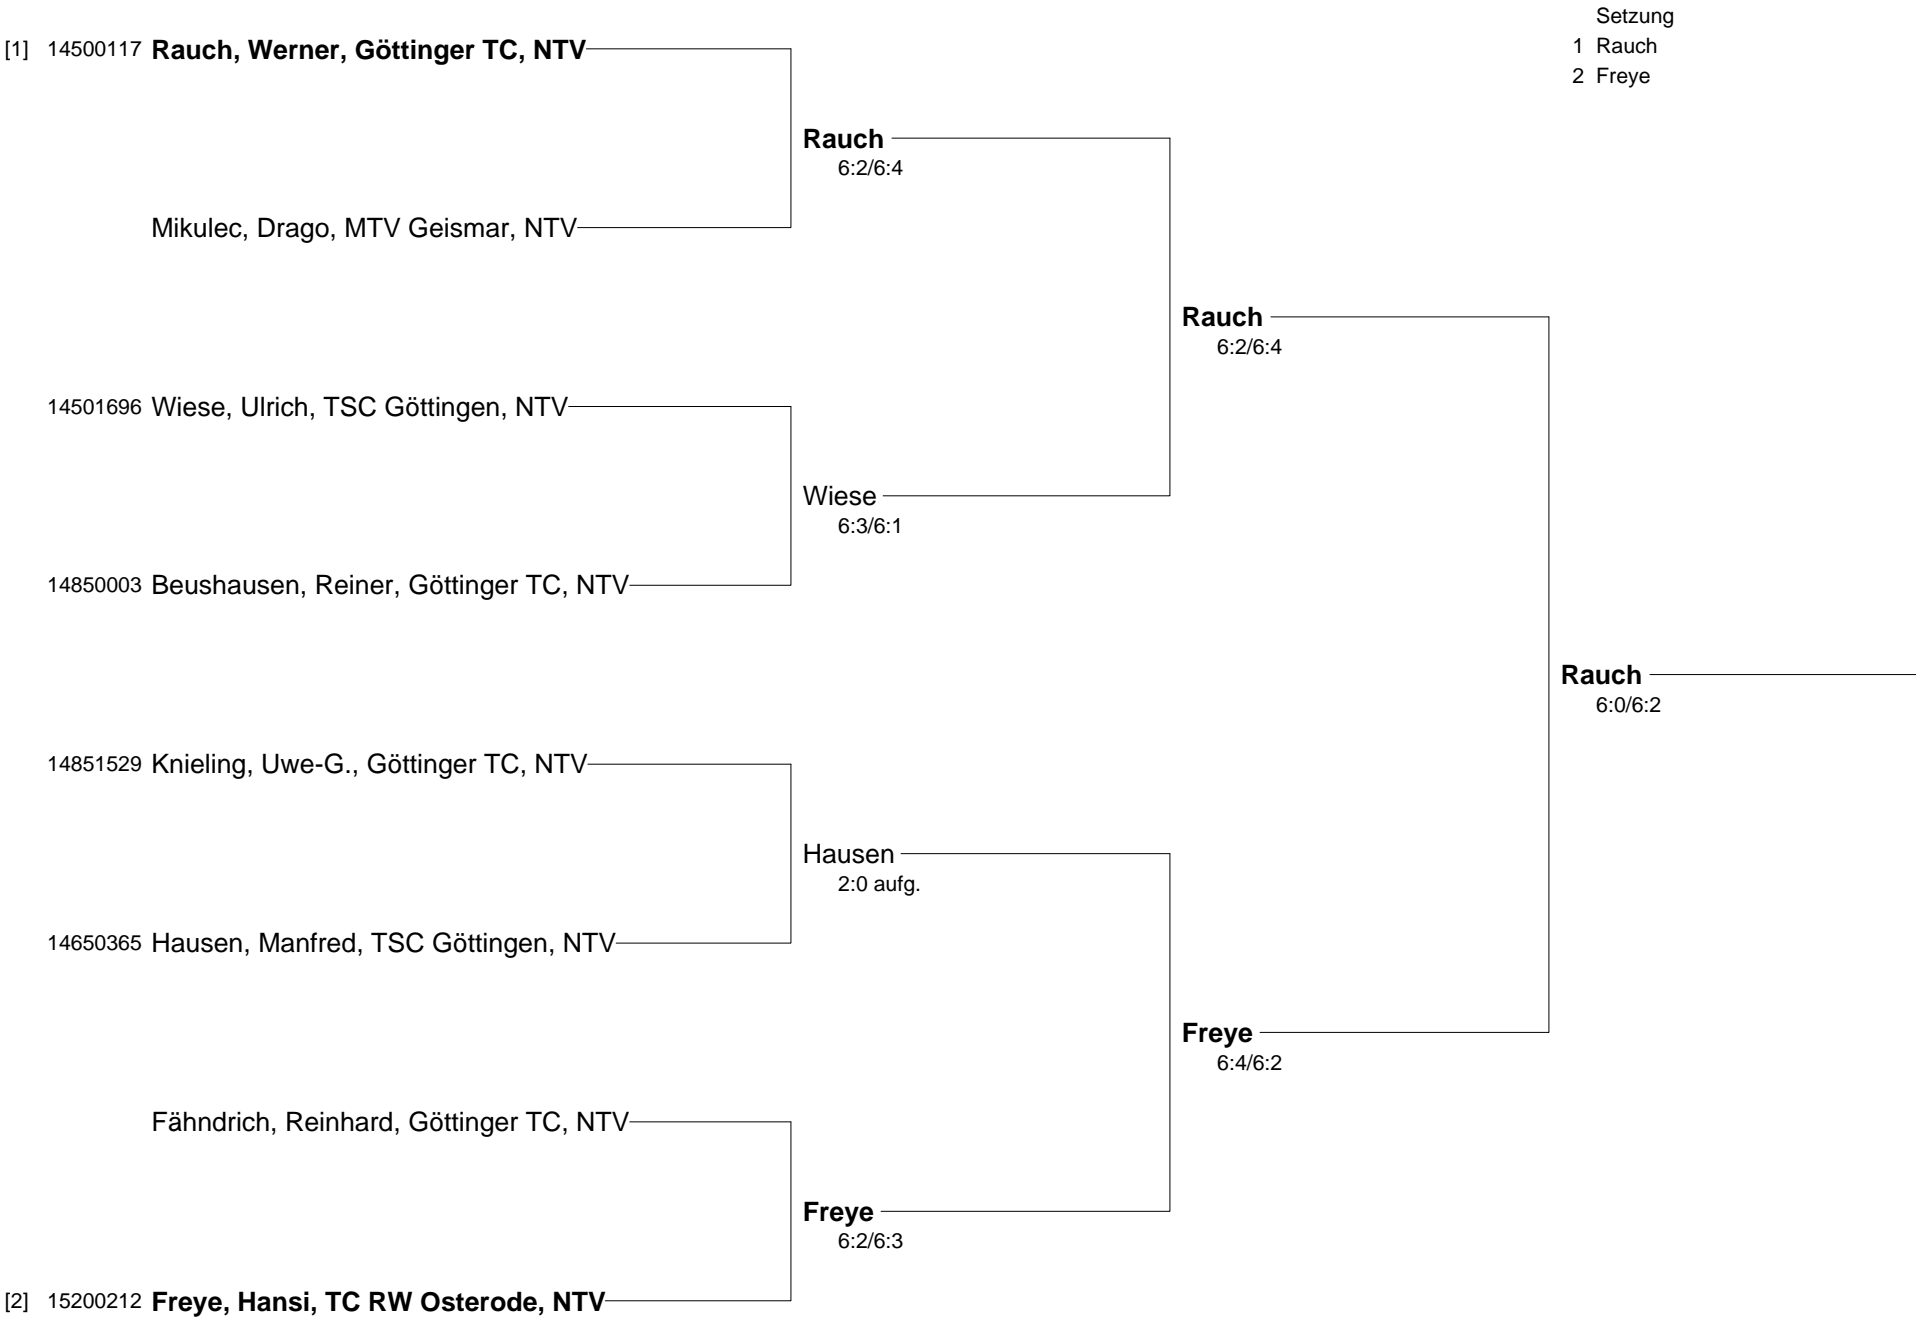 Setzung
1 Rauch
2 Freye
[1] 14500117 Rauch, Werner, Göttinger TC, NTV
Rauch
6:2/6:4
Mikulec, Drago, MTV Geismar, NTV
Rauch
6:2/6:4
14501696 Wiese, Ulrich, TSC Göttingen, NTV
Wiese
6:3/6:1
14850003 Beushausen, Reiner, Göttinger TC, NTV
Rauch
6:0/6:2
14851529 Knieling, Uwe-G., Göttinger TC, NTV
Hausen
2:0 aufg.
14650365 Hausen, Manfred, TSC Göttingen, NTV
Freye
6:4/6:2
Fähndrich, Reinhard, Göttinger TC, NTV
Freye
6:2/6:3
[2] 15200212 Freye, Hansi, TC RW Osterode, NTV